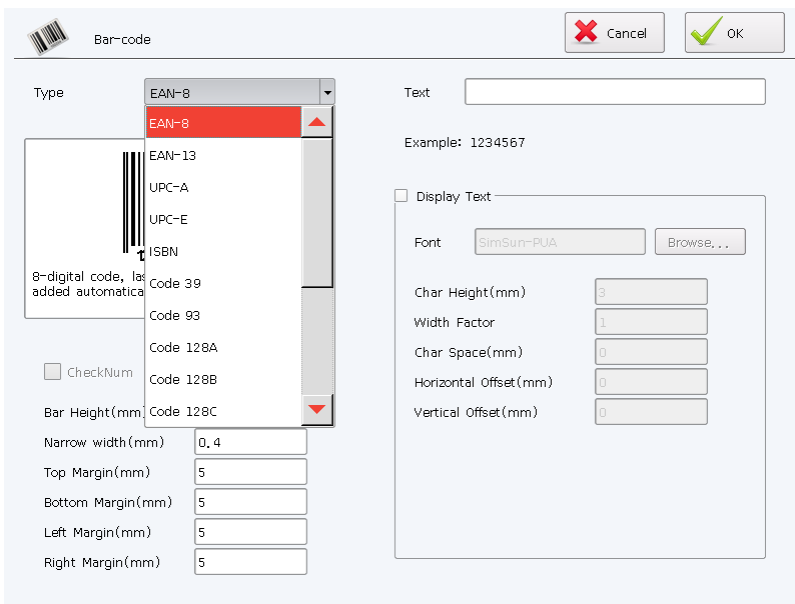 Bar-code
Cancel
OK
Type
EAN-8
EAN-8
EAN-13
UPC-A
UPC-E
ISBN
Code 39
Code 93
Code 128A
Code 128B
Code 128C
8-digital code, 
added automatica
CheckNum
Bar Height(mm)
Narrow width(mm) 0.4
Top Margin(mm) 5
Bottom Margin(mm) 5
Left Margin(mm) 5
Right Margin(mm) 5
Text
Example: 1234567
Display Text
Font SimSun-PUA Browse...
Char Height(mm) 3
Width Factor 1
Char Space(mm) 0
Horizontal Offset(mm) 0
Vertical Offset(mm) 0